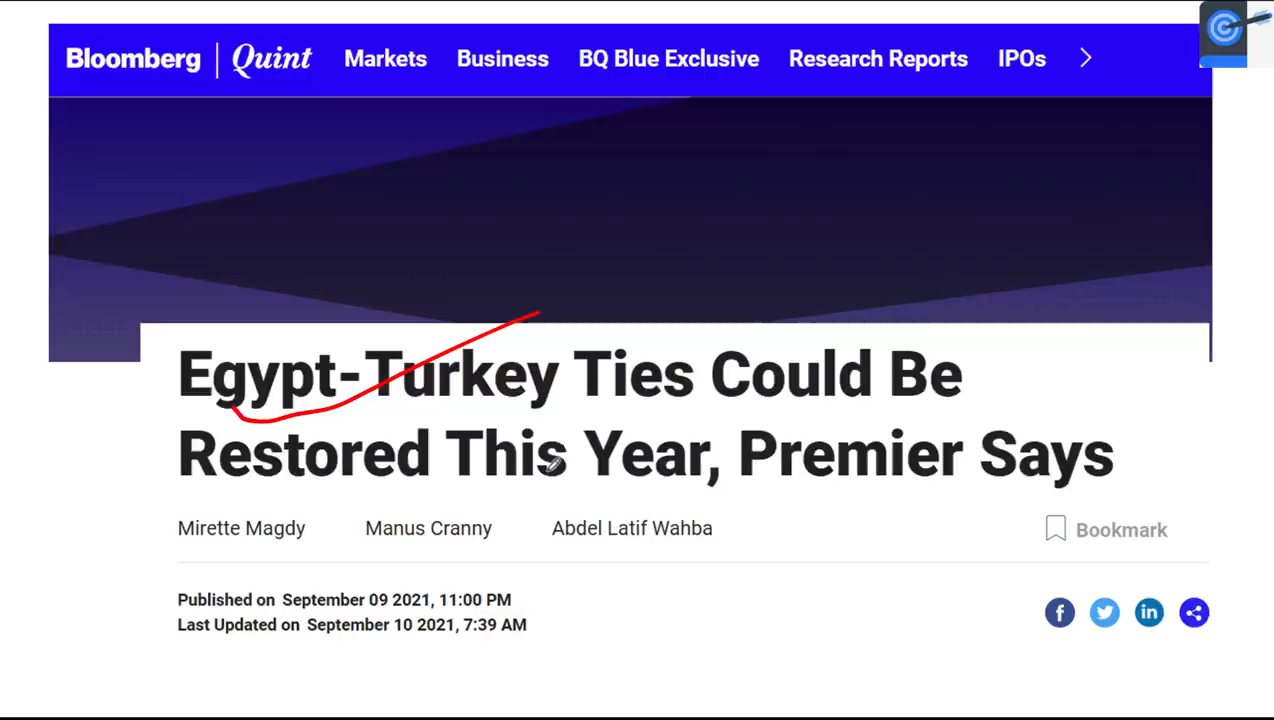 Bloomberg | Quint Markets Business BQ Blue Exclusive Research Reports IPOs
Egypt-Turkey Ties Could Be
Restored This Year, Premier Says
Mirette Magdy Manus Cranny Abdel Latif Wahba
Bookmark
Published on September 09 2021, 11:00 PM
Last Updated on September 10 2021, 7:39 AM